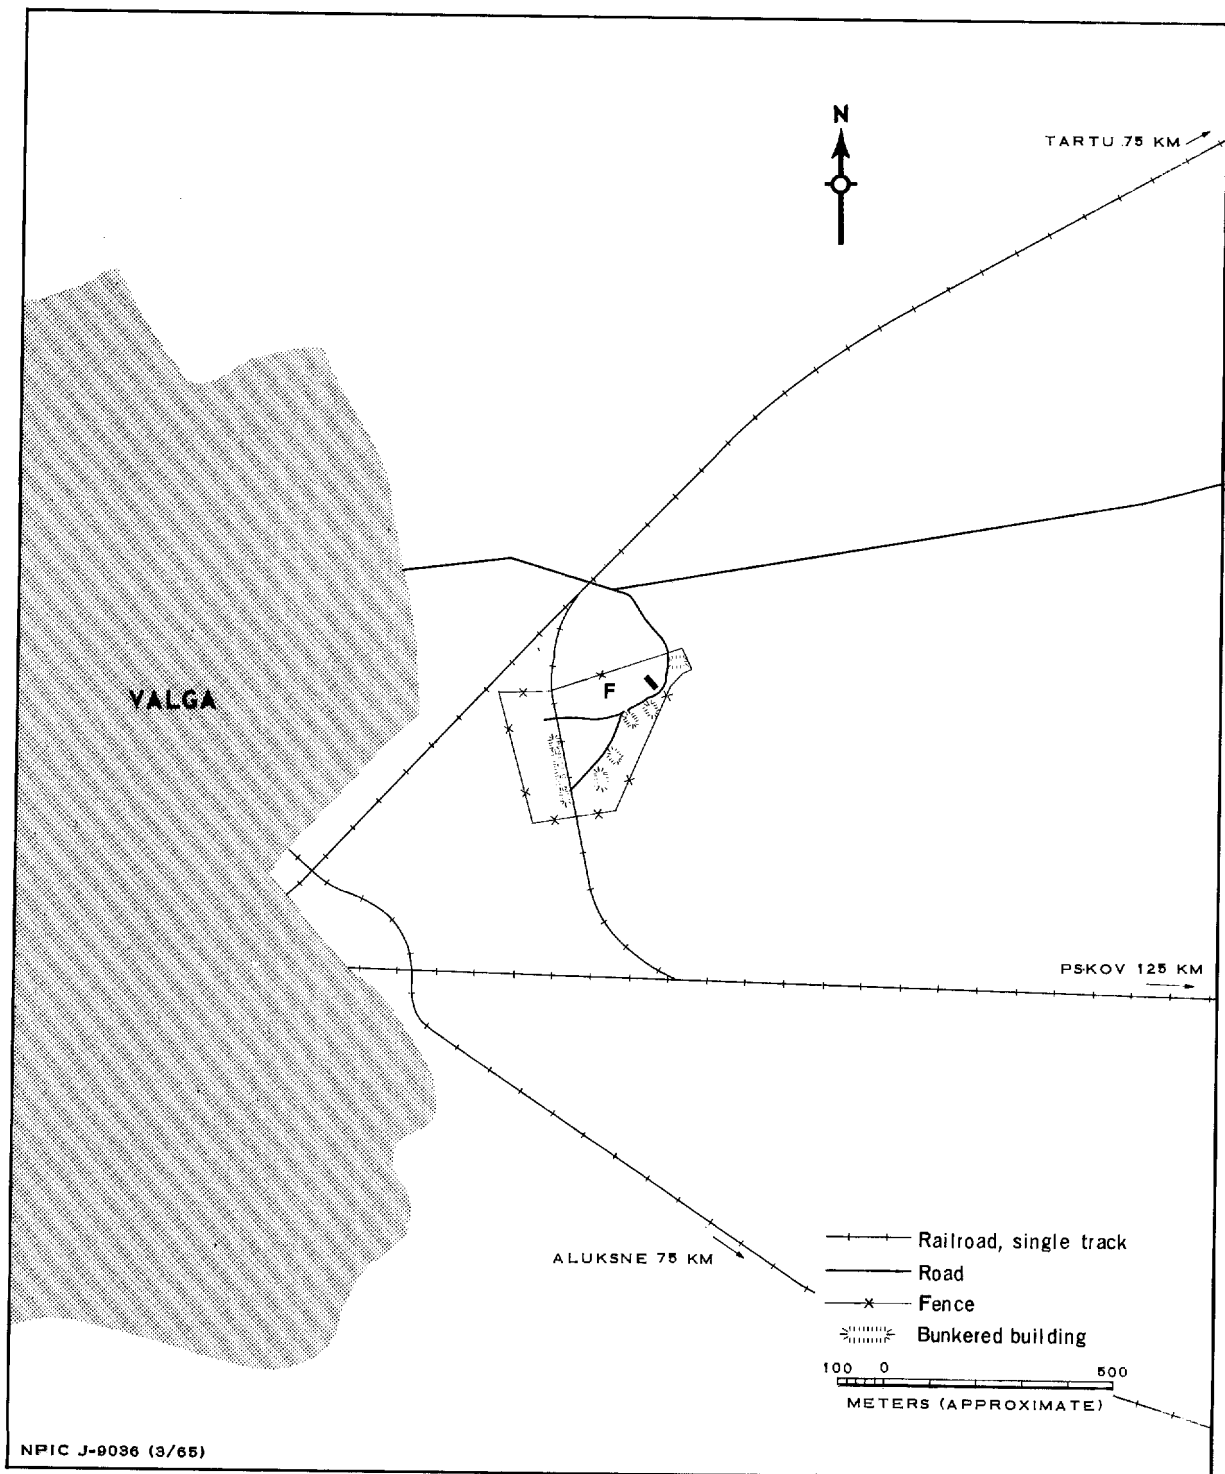 N
TARTU 75 KM
VALGA
F
PSKOV 125 KM
ALUKSNE 75 KM
Railroad, single track
Road
Fence
Bunkered building
100 0 500
METERS (APPROXIMATE)
NPIC J-9036 (3/65)